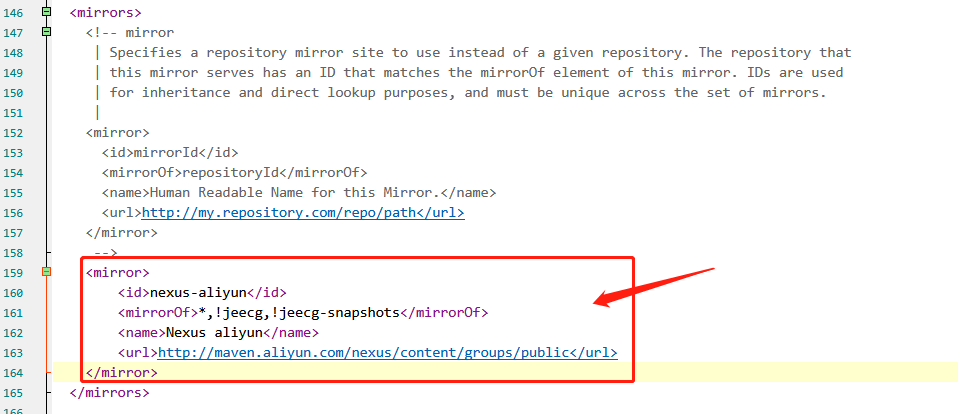 146 <mirrors>
147 <!-- mirror
148 | Specifies a repository mirror site to use instead of a given repository. The repository that
149 | this mirror serves has an ID that matches the mirrorOf element of this mirror. IDs are used
150 | for inheritance and direct lookup purposes, and must be unique across the set of mirrors.
151 |
152 <mirror>
153 <id>mirrorId</id>
154 <mirrorOf>repositoryId</mirrorOf>
155 <name>Human Readable Name for this Mirror.</name>
156 <url>http://my.repository.com/repo/path</url>
157 </mirror>
158 -->
159 <mirror>
160 <id>nexus-aliyun</id>
161 <mirrorOf>*,!jeecg,!jeecg-snapshots</mirrorOf>
162 <name>Nexus aliyun</name>
163 <url>http://maven.aliyun.com/nexus/content/groups/public</url>
164 </mirror>
165 </mirrors>
166